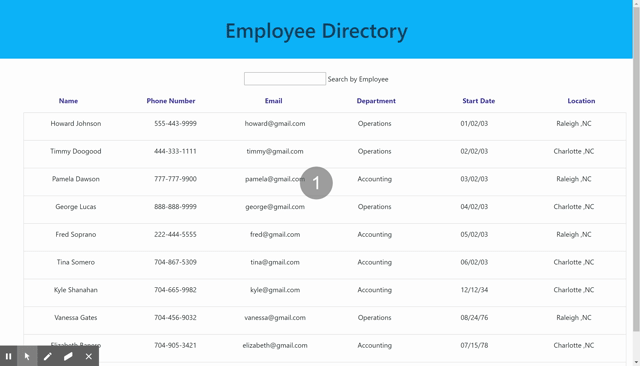 Employee Directory
Search by Employee
Name Phone Number Email Department Start Date Location
Howard Johnson 555-443-9999 howard@gmail.com Operations 01/02/03 Raleigh ,NC
Timmy Doogood 444-333-1111 timmy@gmail.com Operations 02/02/03 Charlotte ,NC
Pamela Dawson 777-777-9900 pamela@gmail.com Accounting 03/02/03 Raleigh ,NC
1
George Lucas 888-888-9999 george@gmail.com Operations 04/02/03 Charlotte ,NC
Fred Soprano 222-444-5555 fred@gmail.com Accounting 05/02/03 Raleigh ,NC
Tina Somero 704-867-5309 tina@gmail.com Accounting 06/02/03 Charlotte ,NC
Kyle Shanahan 704-665-9982 kyle@gmail.com Accounting 12/12/34 Charlotte ,NC
Vanessa Gates 704-456-9032 vanessa@gmail.com Operations 08/24/76 Raleigh ,NC
Elizabeth 704-905-3421 elizabeth@gmail.com Accounting 07/15/78 Charlotte ,NC